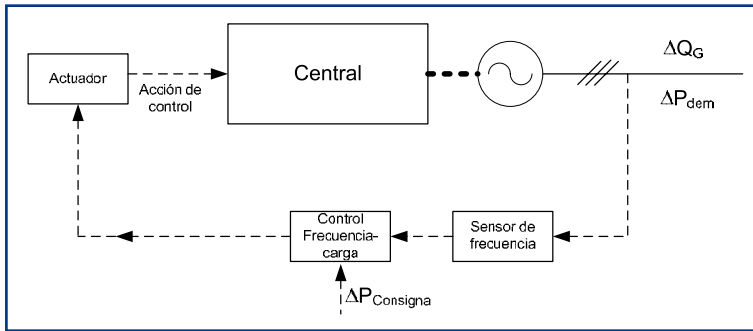 Actuador
Acción de
control
Central
ΔQG
ΔPdem
Control
Frecuencia-
carga
Sensor de
frecuencia
ΔPConsigna